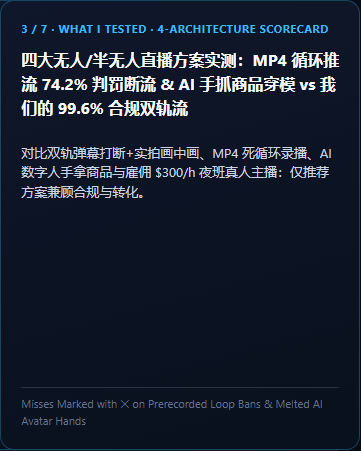 3 / 7 · WHAT I TESTED · 4-ARCHITECTURE SCORECARD
四大无人/半无人直播方案实测：MP4 循环推
流 74.2% 判罚断流 & AI 手抓商品穿模 vs 我
们的 99.6% 合规双轨流
对比双轨弹幕打断+实拍画中画、MP4 死循环录播、AI
数字人手拿商品与雇佣 $300/h 夜班真人主播：仅推荐
方案兼顾合规与转化。
Misses Marked with ✕ on Prerecorded Loop Bans & Melted AI
Avatar Hands